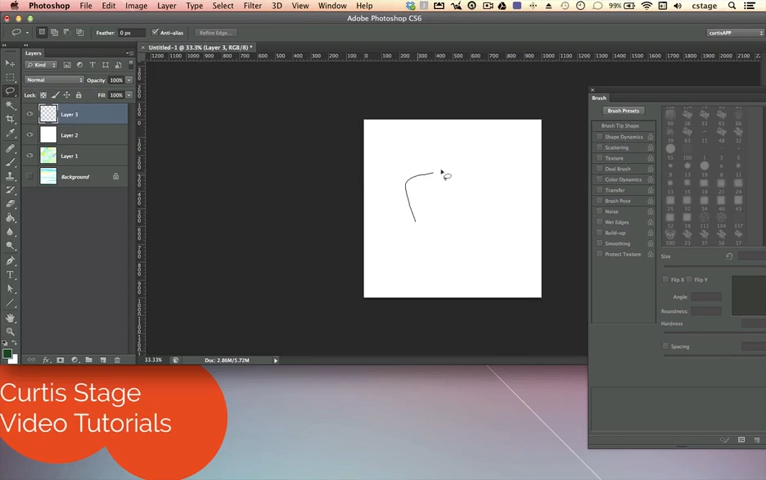 Photoshop File Edit Image Layer Type Select Filter 3D View Window Help 99% cstage
Adobe Photoshop CS6
Feather: 0 px Anti-alias Refine Edge... curtisAPP
Layers Untitled-1 @ 33.3% (Layer 3, RGB/8) *
Kind
Normal Opacity: 100%
Lock: Fill: 100%
Layer 3
Layer 2
Layer 1
Background
Brush
Brush Presets
Brush Tip Shape
Shape Dynamics
Scattering
Texture
Dual Brush
Color Dynamics
Transfer
Brush Pose
Noise
Wet Edges
Build-up
Smoothing
Protect Texture
Size
Flip X Flip Y
Angle:
Roundness:
Hardness
Spacing
33.33% Doc: 2.86M/5.72M
Curtis Stage
Video Tutorials